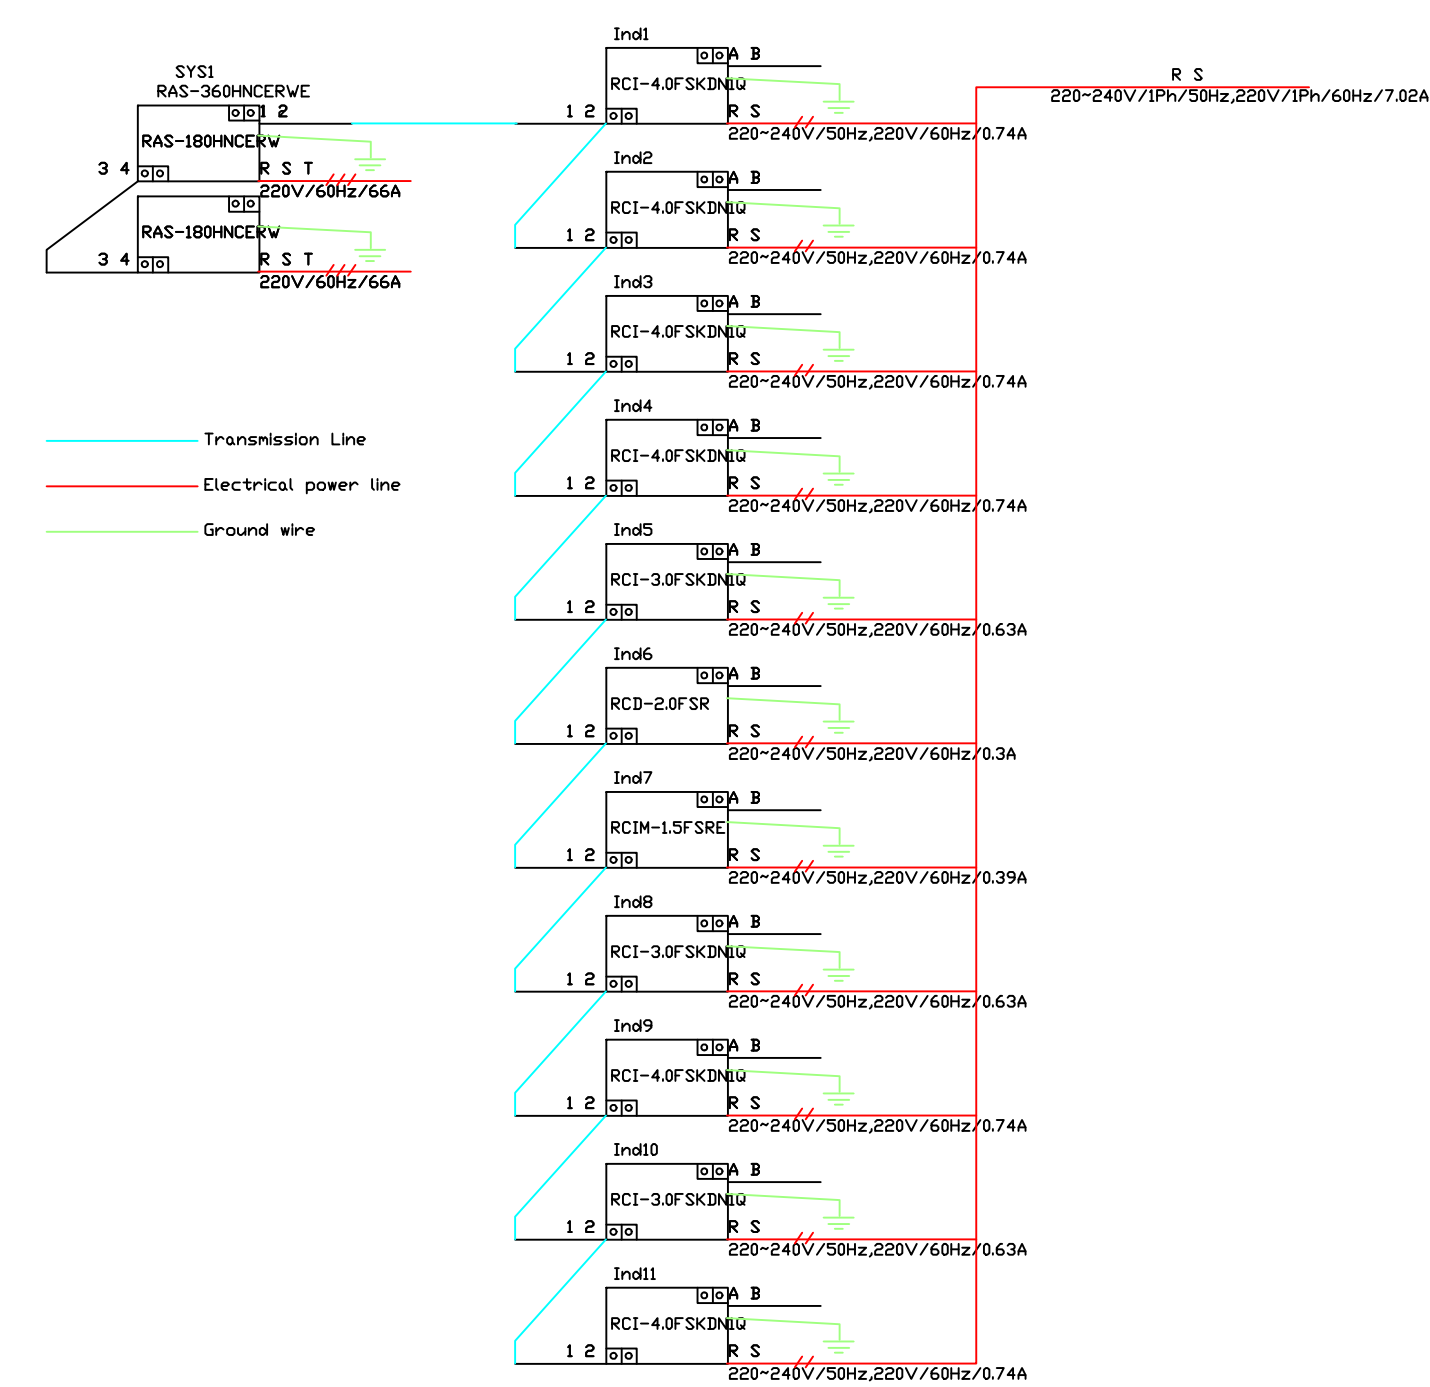 SYS1
RAS-360HNCERWE
1 2
RAS-180HNCERW
3 4
R S T
220V/60Hz/66A
RAS-180HNCERW
3 4
R S T
220V/60Hz/66A
Transmission Line
Electrical power line
Ground wire
Ind1
A B
RCI-4.0FSKDN1Q
1 2
R S
220~240V/50Hz,220V/60Hz/0.74A
Ind2
A B
RCI-4.0FSKDN1Q
1 2
R S
220~240V/50Hz,220V/60Hz/0.74A
Ind3
A B
RCI-4.0FSKDN1Q
1 2
R S
220~240V/50Hz,220V/60Hz/0.74A
Ind4
A B
RCI-4.0FSKDN1Q
1 2
R S
220~240V/50Hz,220V/60Hz/0.74A
Ind5
A B
RCI-3.0FSKDN1Q
1 2
R S
220~240V/50Hz,220V/60Hz/0.63A
Ind6
A B
RCD-2.0FSR
1 2
R S
220~240V/50Hz,220V/60Hz/0.3A
Ind7
A B
RCIM-1.5FSRE
1 2
R S
220~240V/50Hz,220V/60Hz/0.39A
Ind8
A B
RCI-3.0FSKDN1Q
1 2
R S
220~240V/50Hz,220V/60Hz/0.63A
Ind9
A B
RCI-4.0FSKDN1Q
1 2
R S
220~240V/50Hz,220V/60Hz/0.74A
Ind10
A B
RCI-3.0FSKDN1Q
1 2
R S
220~240V/50Hz,220V/60Hz/0.63A
Ind11
A B
RCI-4.0FSKDN1Q
1 2
R S
220~240V/50Hz,220V/60Hz/0.74A
R S
220~240V/1Ph/50Hz,220V/1Ph/60Hz/7.02A